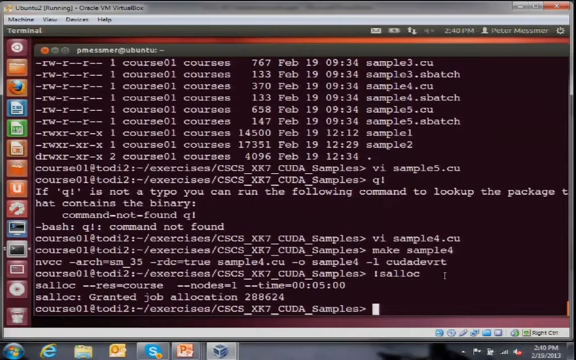 Ubuntu2 [Running] - Oracle VM VirtualBox
Machine View Devices Help
Terminal 2:40 PM Peter Messmer
pmessmer@ubuntu: ~
-rw-r--r-- 1 course01 courses 767 Feb 19 09:34 sample3.cu
-rw-r--r-- 1 course01 courses 133 Feb 19 09:34 sample3.sbatch
-rw-r--r-- 1 course01 courses 370 Feb 19 09:34 sample4.cu
-rw-r--r-- 1 course01 courses 133 Feb 19 09:34 sample4.sbatch
-rw-r--r-- 1 course01 courses 658 Feb 19 09:34 sample5.cu
-rw-r--r-- 1 course01 courses 147 Feb 19 09:34 sample5.sbatch
-rwxr-xr-x 1 course01 courses 14500 Feb 19 12:12 sample1
-rwxr-xr-x 1 course01 courses 17351 Feb 19 12:29 sample2
drwxr-xr-x 2 course01 courses 4096 Feb 19 12:34 .
course01@todi2:~/exercises/CSCS_XK7_CUDA_Samples> vi sample5.cu
course01@todi2:~/exercises/CSCS_XK7_CUDA_Samples> q!
If 'q!' is not a typo you can run the following command to lookup the package t
hat contains the binary:
command-not-found q!
-bash: q!: command not found
course01@todi2:~/exercises/CSCS_XK7_CUDA_Samples> vi sample4.cu
course01@todi2:~/exercises/CSCS_XK7_CUDA_Samples> make sample4
nvcc -arch=sm_35 -rdc=true sample4.cu -o sample4 -l cudadevrt
course01@todi2:~/exercises/CSCS_XK7_CUDA_Samples> !salloc
salloc --res=course --nodes=1 --time=00:05:00
salloc: Granted job allocation 288624
course01@todi2:~/exercises/CSCS_XK7_CUDA_Samples>
Right Ctrl
2:40 PM
2/19/2013